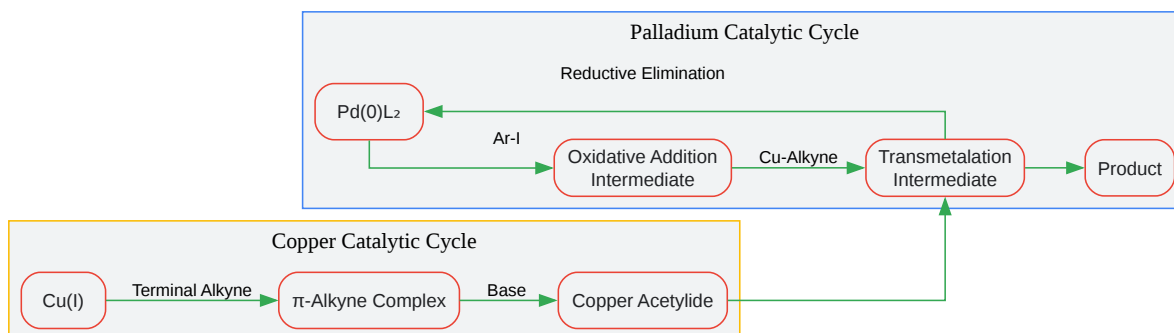 Palladium Catalytic Cycle
Reductive Elimination
Pd(0)L₂
Ar-I
Oxidative Addition
Intermediate
Cu-Alkyne
Transmetalation
Intermediate
Product
Copper Catalytic Cycle
Cu(I)
Terminal Alkyne
π-Alkyne Complex
Base
Copper Acetylide